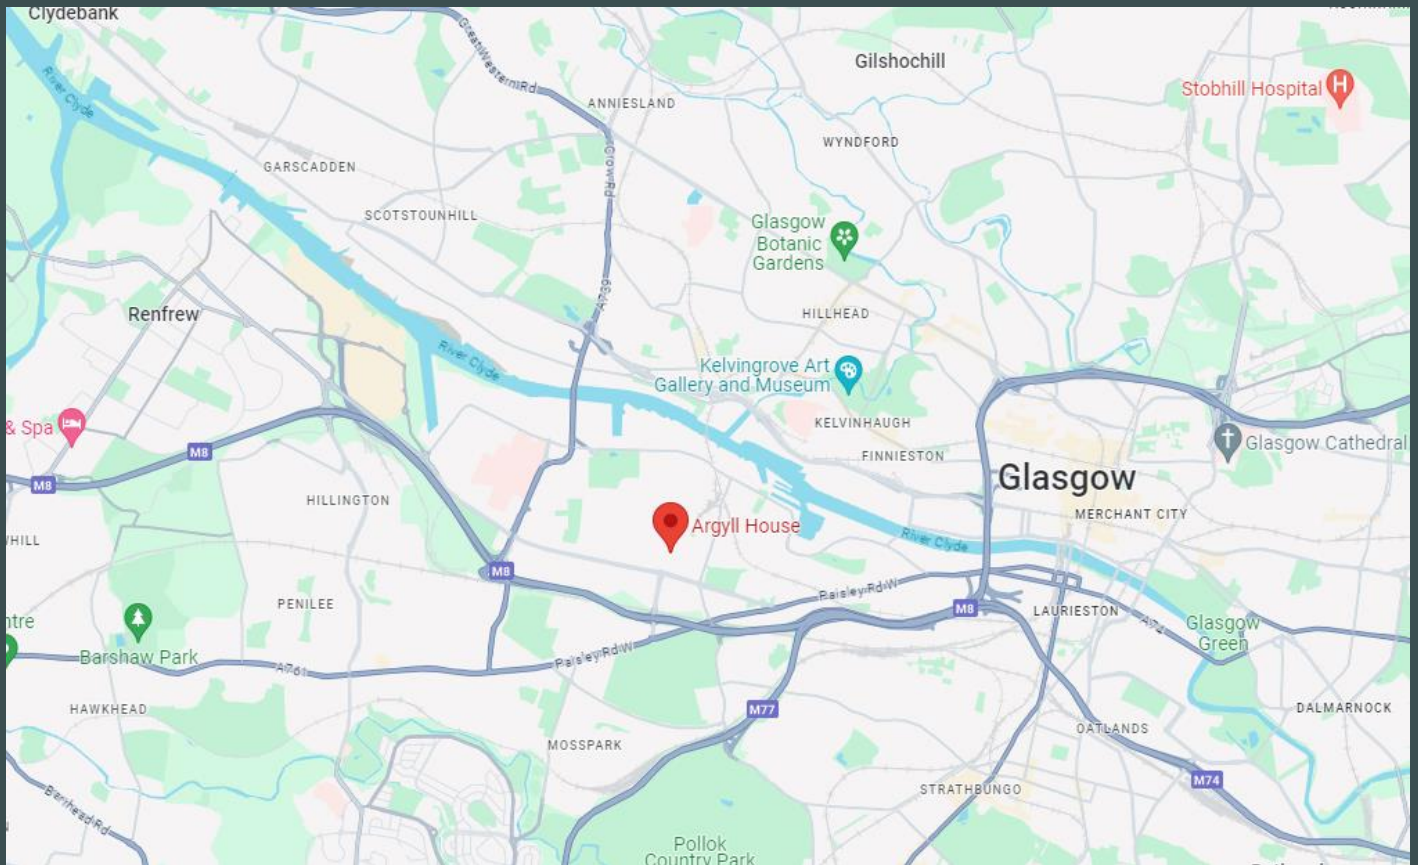 Clydebank
River Clyde
Great Western Rd
Gilshochill
ANNIESLAND
Stobhill Hospital
H
WYNDFORD
Crow Rd
GARSCADDEN
SCOTSTOUNHILL
Glasgow
Botanic
Gardens
A739
Renfrew
HILLHEAD
River Clyde
Kelvingrove Art
Gallery and Museum
& Spa
KELVINHAUGH
M8
FINNIESTON
Glasgow Cathedral
M8
Glasgow
HILLINGTON
MERCHANT CITY
Argyll House
River Clyde
HILL
M8
Paisley Rd W
PENILEE
M8
LAURIESTON
A74
Glasgow
Green
ntre
Barshaw Park
Paisley Rd W
A761
HAWKHEAD
M77
DALMARNOCK
MOSSPARK
OATLANDS
M74
STRATHBUNGO
Barrhead Rd
Pollok
Country Park